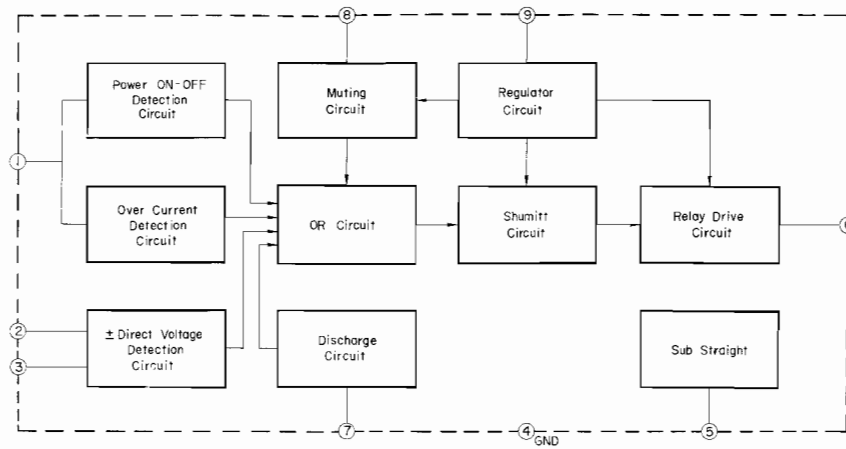 8
9
Power ON-OFF
Detection
Circuit
Muting
Circuit
Regulator
Circuit
1
Over Current
Detection
Circuit
OR Circuit
Shumitt
Circuit
Relay Drive
Circuit
2
± Direct Voltage
Detection
Circuit
3
Discharge
Circuit
Sub Straight
7
4
GND
5